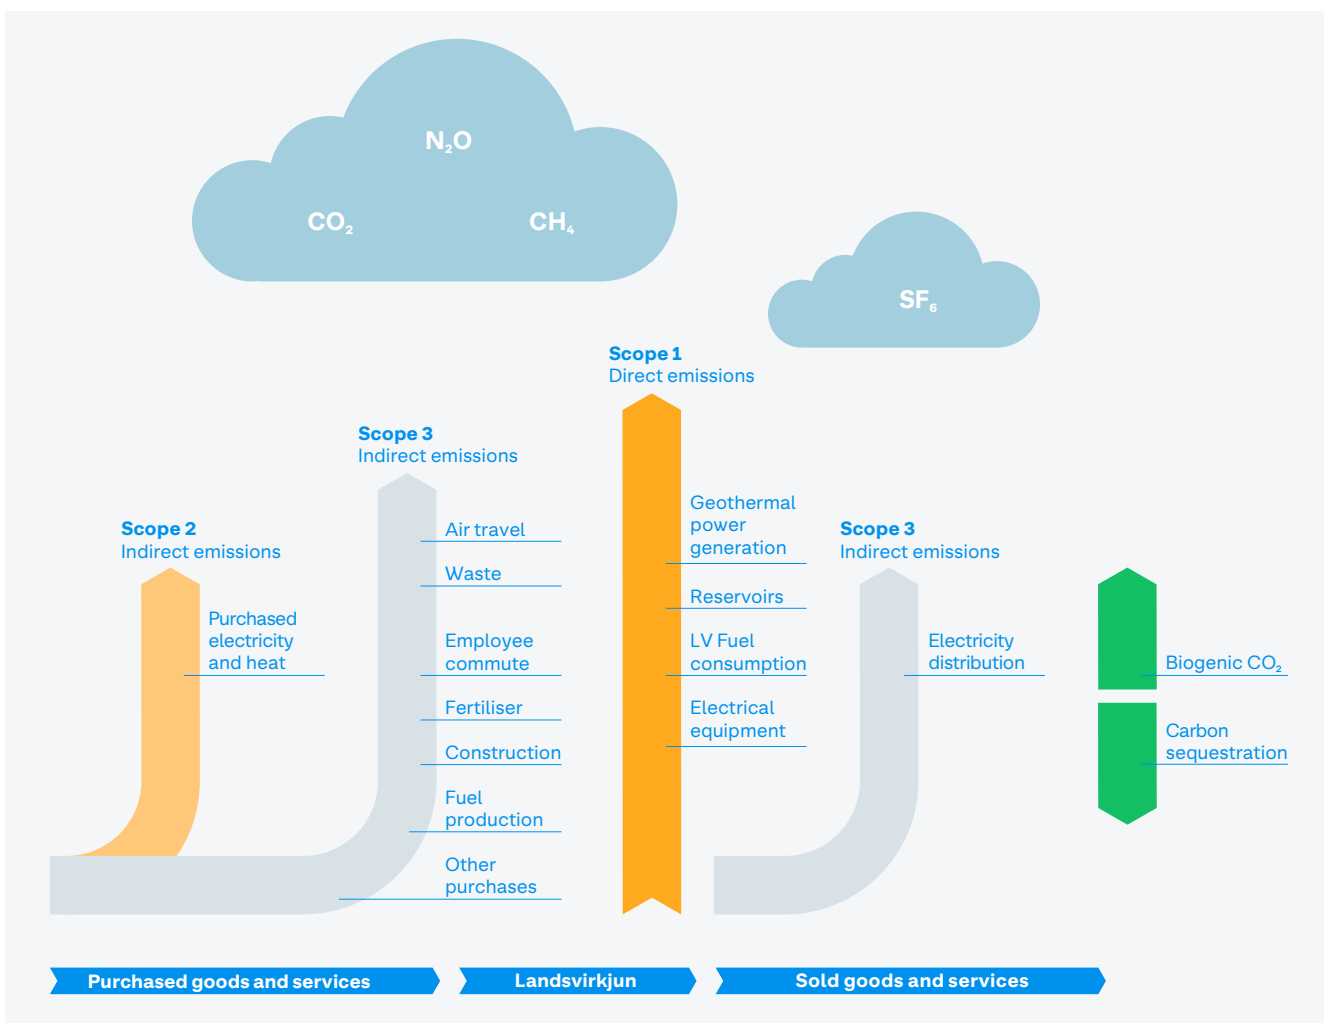 N₂O
CO₂
CH₄
SF₆
Scope 1
Direct emissions
Scope 3
Indirect emissions
Scope 2
Indirect emissions
Purchased
electricity
and heat
Air travel
Waste
Employee
commute
Fertiliser
Construction
Fuel
production
Other
purchases
Geothermal
power
generation
Reservoirs
LV Fuel
consumption
Electrical
equipment
Scope 3
Indirect emissions
Electricity
distribution
Biogenic CO₂
Carbon
sequestration
Purchased goods and services
Landsvirkjun
Sold goods and services